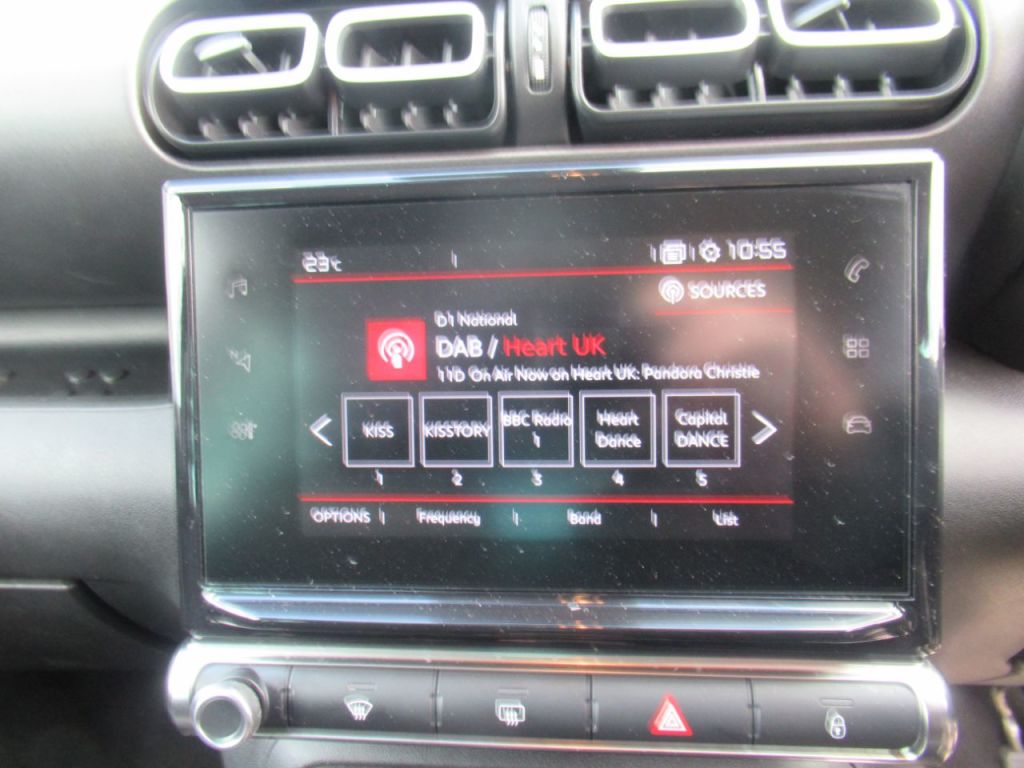 23°C 10:55
SOURCES
D1 National
DAB / Heart UK
11D On Air Now on Heart UK: Pandora Christie
KISS
KISSTORY
BBC Radio
1
Heart
Dance
Capital
DANCE
1 2 3 4 5
OPTIONS Frequency Band List